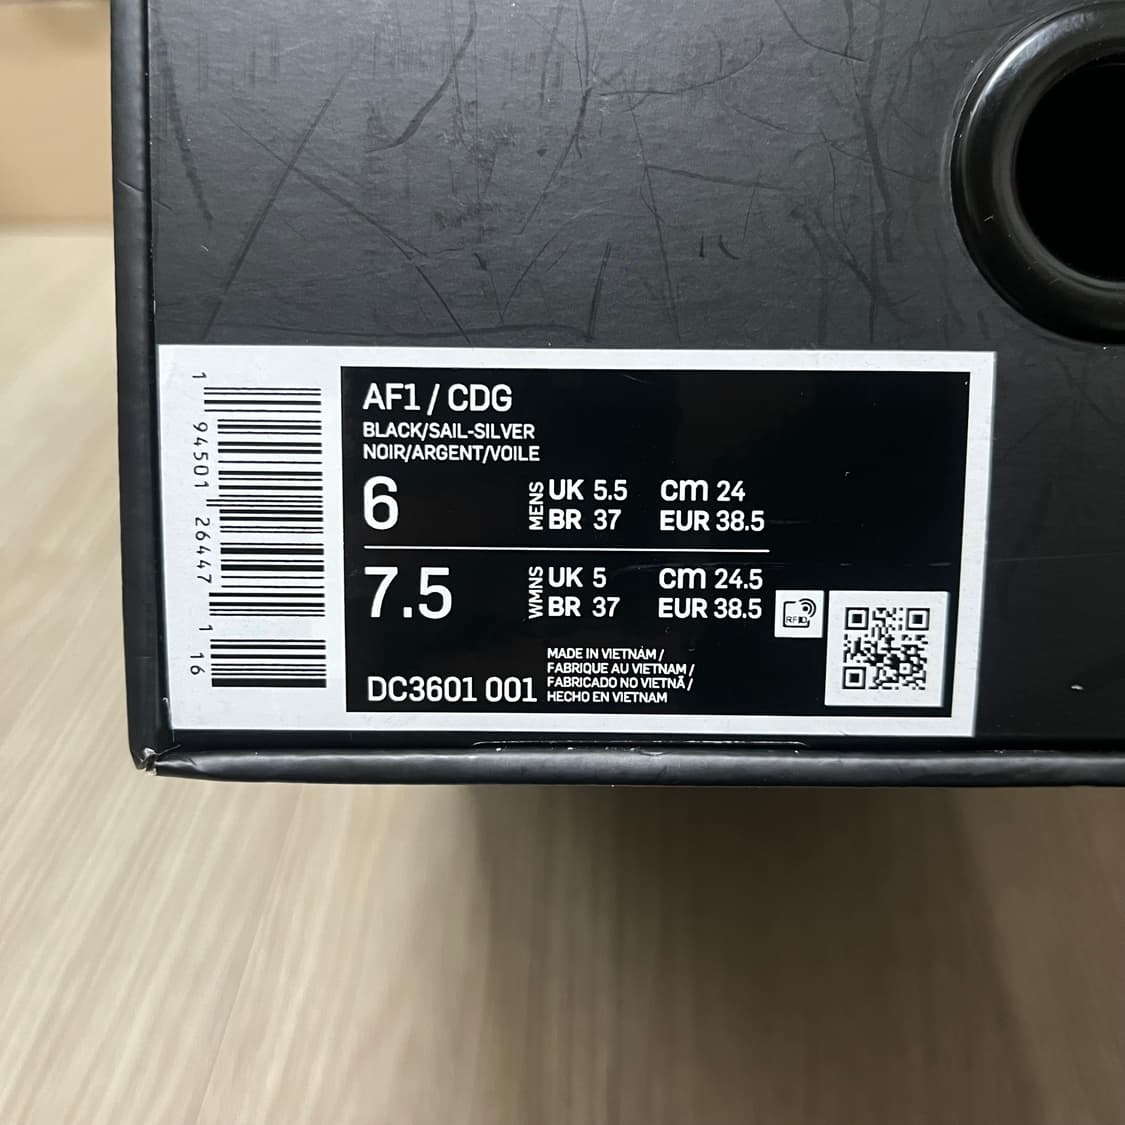 AF1 / CDG
BLACK/SAIL-SILVER
NOIR/ARGENT/VOILE
6 MENS UK 5.5 cm 24
BR 37 EUR 38.5
7.5 WMNS UK 5 cm 24.5
BR 37 EUR 38.5
RFID
DC3601 001
MADE IN VIETNAM /
FABRIQUE AU VIETNAM /
FABRICADO NO VIETNÃ /
HECHO EN VIETNAM
1 94501 26447 1 16